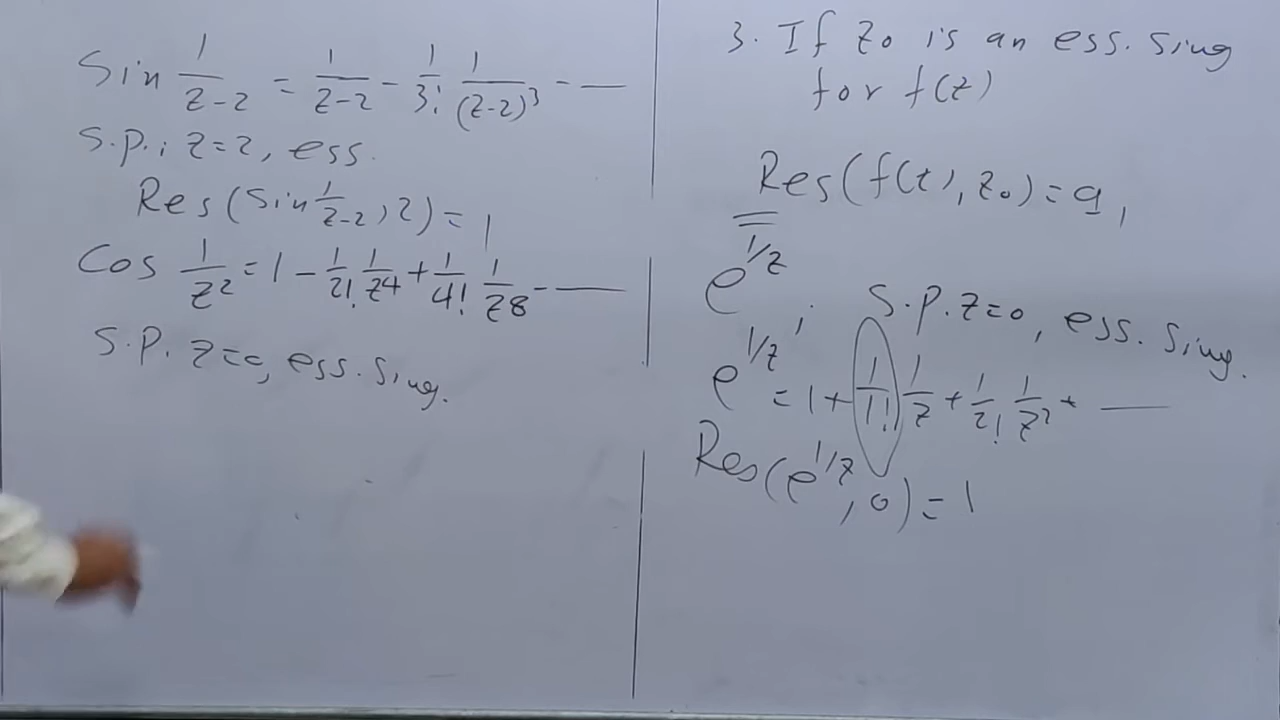 Sin 1/(z-2) = 1/(z-2) - 1/3! 1/(z-2)^3 - ——
S.P.; z=2, ess.
Res(Sin 1/(z-2), 2) = 1
Cos 1/z^2 = 1 - 1/2! 1/z^4 + 1/4! 1/z^8 - ——
S.P. z=0, ess. Sing.
3. If z0 is an ess. Sing
for f(z)
Res(f(z), z0) = a_1
e^(1/z); S.P. z=0, ess. Sing.
e^(1/z) = 1 + 1/1! 1/z + 1/2! 1/z^2 + ——
Res(e^(1/z), 0) = 1